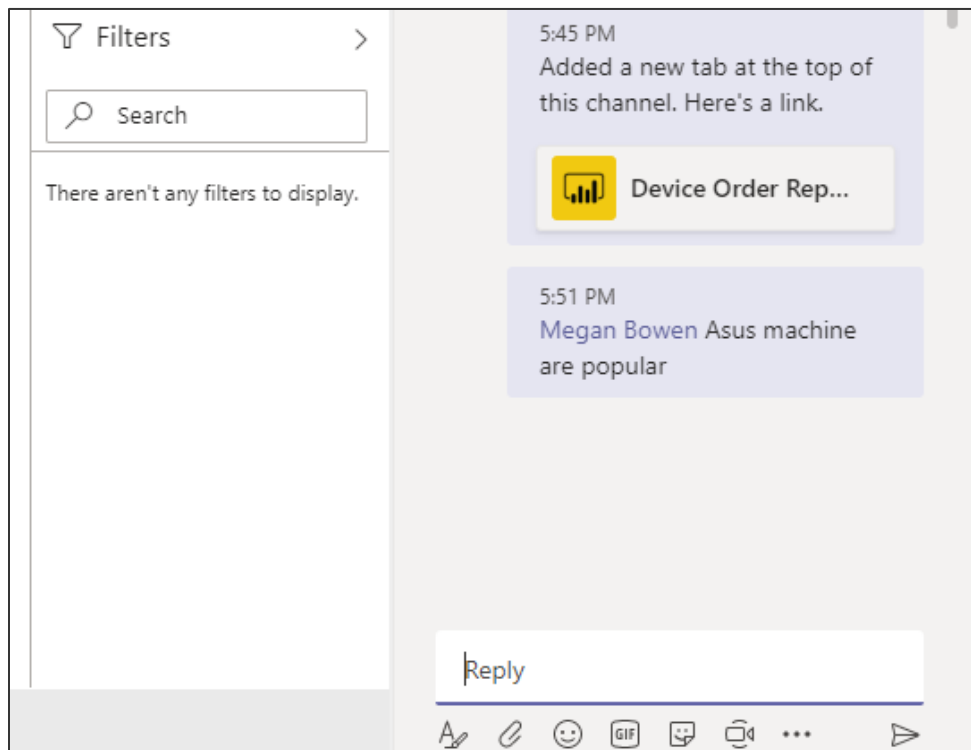 Filters
Search
There aren't any filters to display.
5:45 PM
Added a new tab at the top of
this channel. Here's a link.
Device Order Rep...
5:51 PM
Megan Bowen Asus machine
are popular
Reply
GIF